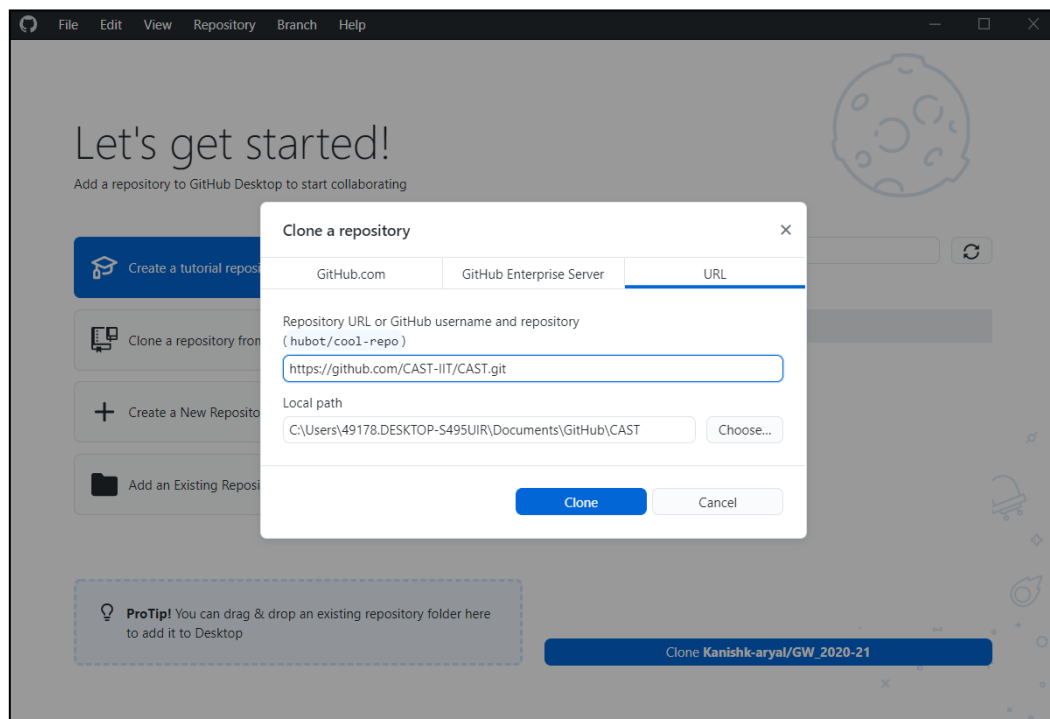 File Edit View Repository Branch Help
Let's get started!
Add a repository to GitHub Desktop to start collaborating
Create a tutorial reposi
Clone a repository from
Create a New Reposito
Add an Existing Reposi
Clone a repository
GitHub.com GitHub Enterprise Server URL
Repository URL or GitHub username and repository
(hubot/cool-repo)
https://github.com/CAST-IIT/CAST.git
Local path
C:\Users\49178.DESKTOP-S495UIR\Documents\GitHub\CAST Choose...
Clone Cancel
ProTip! You can drag & drop an existing repository folder here
to add it to Desktop
Clone Kanishk-aryal/GW_2020-21